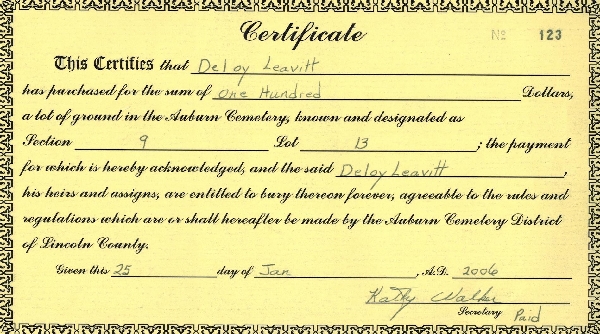 Certificate
No 123
This Certifies that Deloy Leavitt
has purchased for the sum of One Hundred Dollars,
a lot of ground in the Auburn Cemetery, known and designated as
Section 9 Lot 13 ; the payment
for which is hereby acknowledged, and the said Deloy Leavitt ,
his heirs and assigns, are entitled to bury thereon forever, agreeable to the rules and
regulations which are or shall hereafter be made by the Auburn Cemetery District
of Lincoln County.
Given this 25 day of Jan , A.D. 2006
Kathy Walker
Secretary Paid